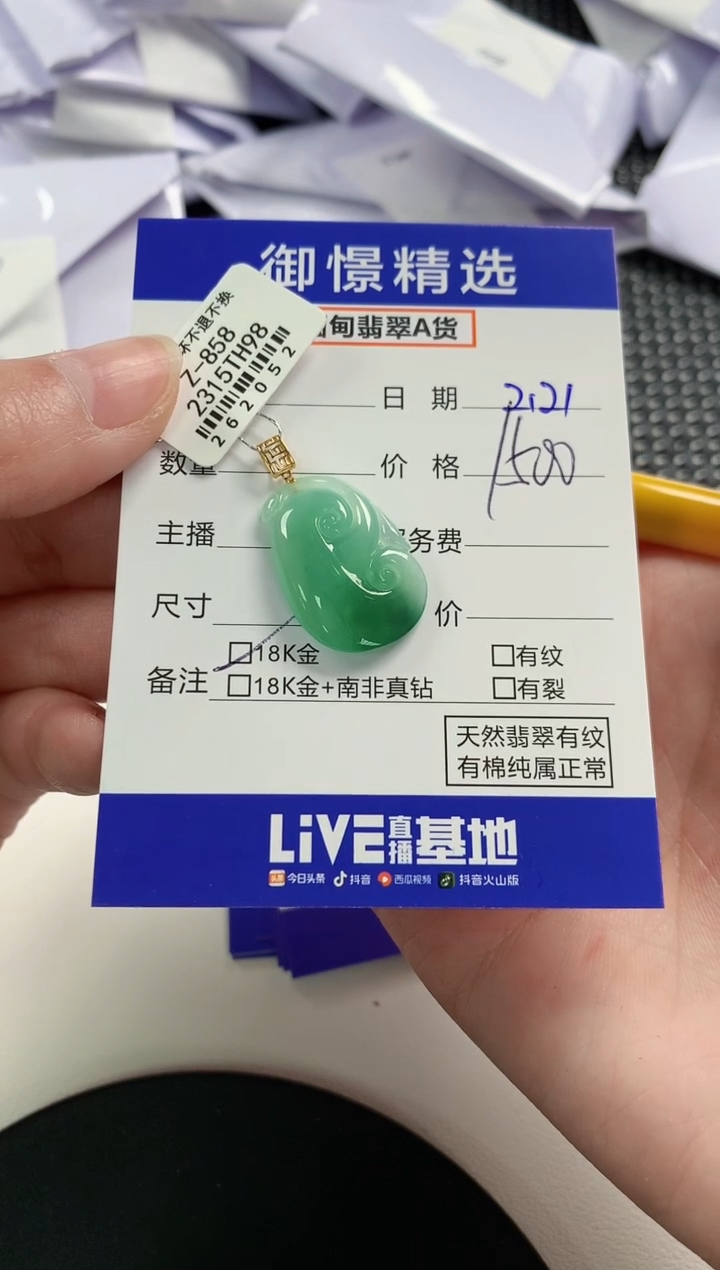 御憬精选
甸翡翠A货
不退不换
Z-858
2315TH98
262052
日期 2.21
数量 价格 1500
主播 务费
尺寸 价
备注 18K金 有纹
18K金+南非真钻 有裂
天然翡翠有纹
有棉纯属正常
LiVE直播基地
今日头条 抖音 西瓜视频 抖音火山版